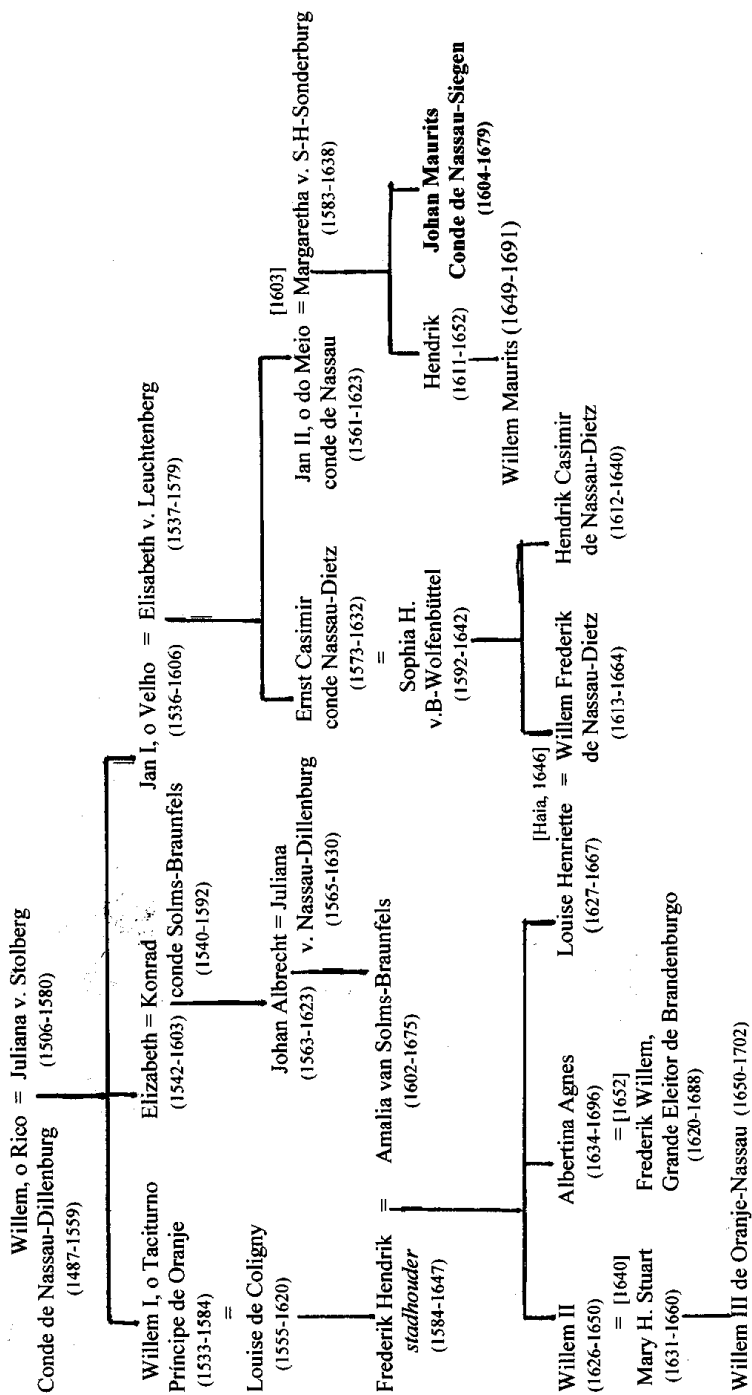 Willem, o Rico = Juliana v. Stolberg
Conde de Nassau-Dillenburg (1506-1580)
(1487-1559)
Willem I, o Taciturno
Príncipe de Oranje
(1533-1584)
=
Louise de Coligny
(1555-1620)
Elizabeth = Konrad
(1542-1603) conde Solms-Braunfels
(1540-1592)
Jan I, o Velho = Elisabeth v. Leuchtenberg
(1536-1606) (1537-1579)
Johan Albrecht = Juliana
(1563-1623) v. Nassau-Dillenburg
(1565-1630)
Ernst Casimir
conde Nassau-Dietz
(1573-1632)
=
Sophia H.
v.B-Wolfenbüttel
(1592-1642)
[1603]
Jan II, o do Meio = Margaretha v. S-H-Sonderburg
conde de Nassau (1583-1638)
(1561-1623)
Frederik Hendrik = Amalia van Solms-Braunfels
stadhouder (1602-1675)
(1584-1647)
Hendrik
(1611-1652)
Johan Maurits
Conde de Nassau-Siegen
(1604-1679)
Willem Maurits (1649-1691)
Willem II
(1626-1650)
= [1640]
Mary H. Stuart
(1631-1660)
Albertina Agnes
(1634-1696)
= [1652]
Frederik Willem,
Grande Eleitor de Brandenburgo
(1620-1688)
[Haia, 1646]
Louise Henriette = Willem Frederik
(1627-1667) de Nassau-Dietz
(1613-1664)
Hendrik Casimir
de Nassau-Dietz
(1612-1640)
Willem III de Oranje-Nassau (1650-1702)